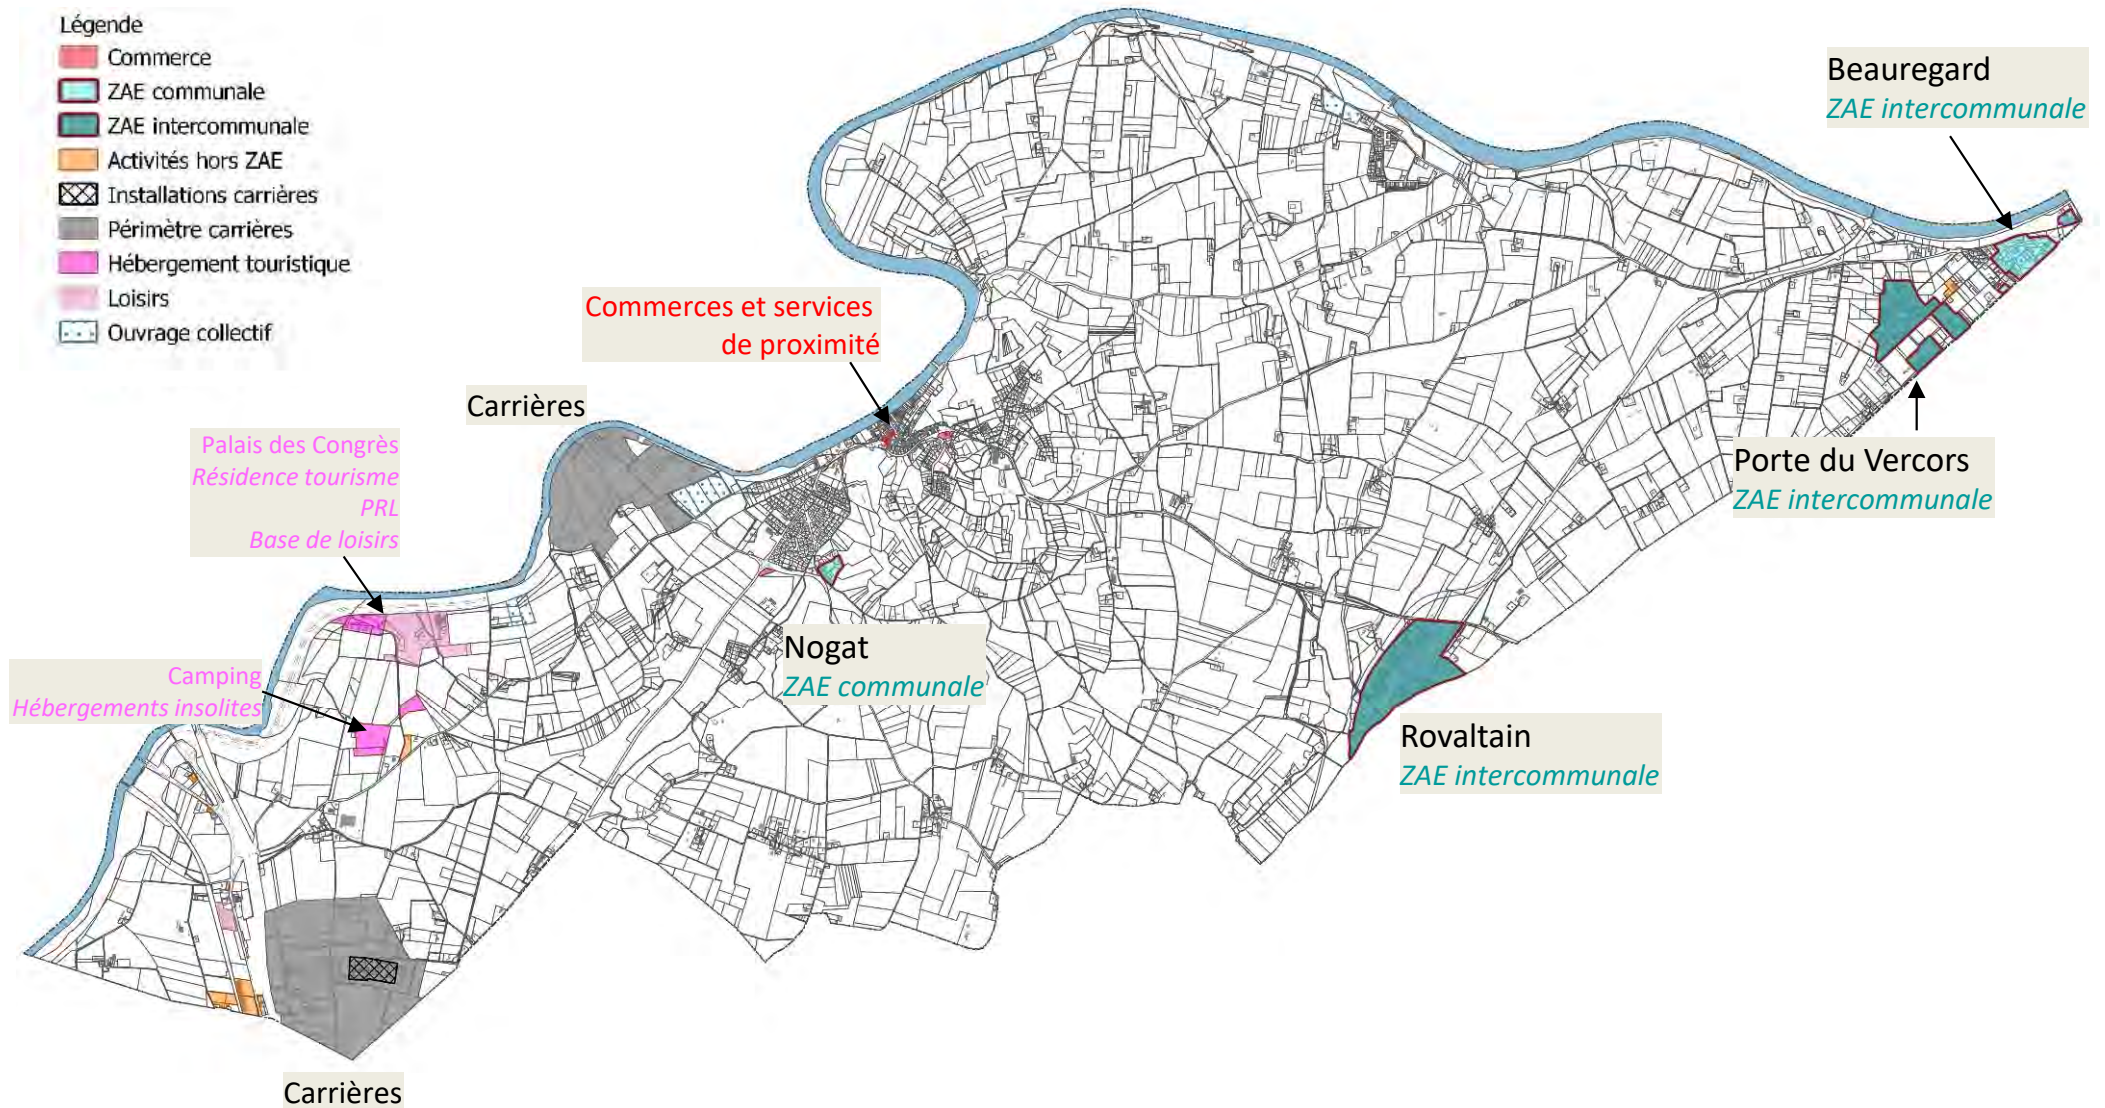 Légende
Commerce
ZAE communale
ZAE intercommunale
Activités hors ZAE
Installations carrières
Périmètre carrières
Hébergement touristique
Loisirs
Ouvrage collectif
Beauregard
ZAE intercommunale
Commerces et services
de proximité
Carrières
Palais des Congrès
Résidence tourisme
PRL
Base de loisirs
Porte du Vercors
ZAE intercommunale
Nogat
ZAE communale
Camping
Hébergements insolites
Rovaltain
ZAE intercommunale
Carrières